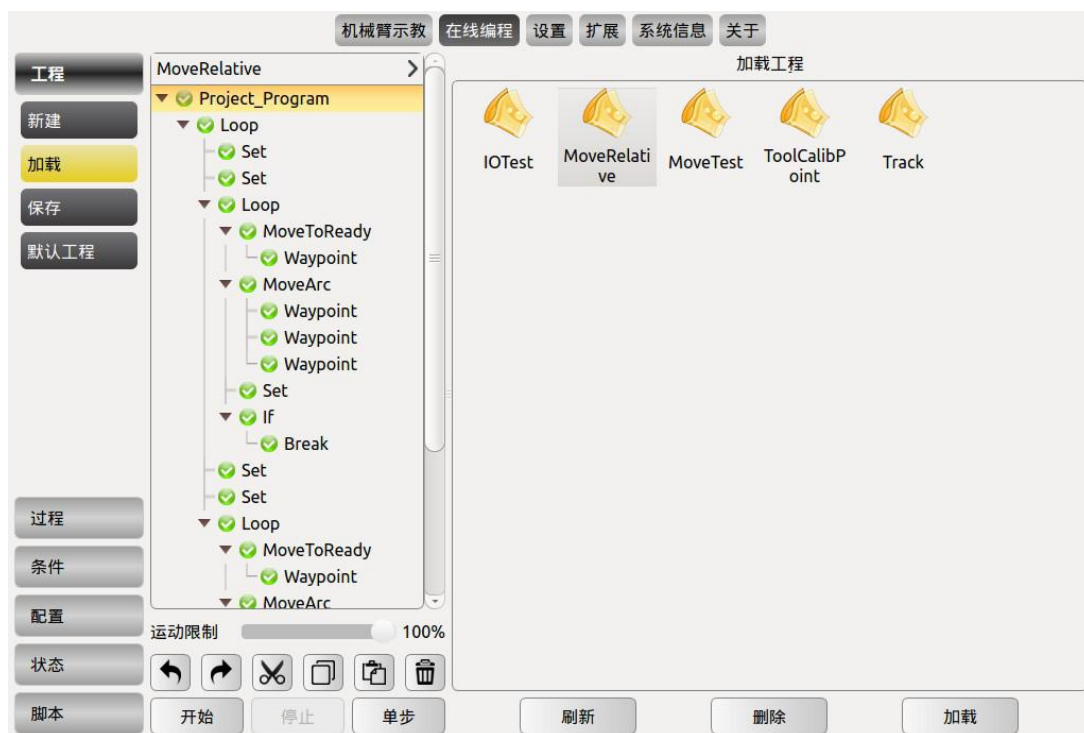 机械臂示教 在线编程 设置 扩展 系统信息 关于
工程
新建
加载
保存
默认工程
过程
条件
配置
状态
脚本
MoveRelative
Project_Program
Loop
Set
Set
Loop
MoveToReady
Waypoint
MoveArc
Waypoint
Waypoint
Waypoint
Set
If
Break
Set
Set
Loop
MoveToReady
Waypoint
MoveArc
运动限制 100%
开始 停止 单步
加载工程
IOTest
MoveRelati
ve
MoveTest
ToolCalibP
oint
Track
刷新 删除 加载